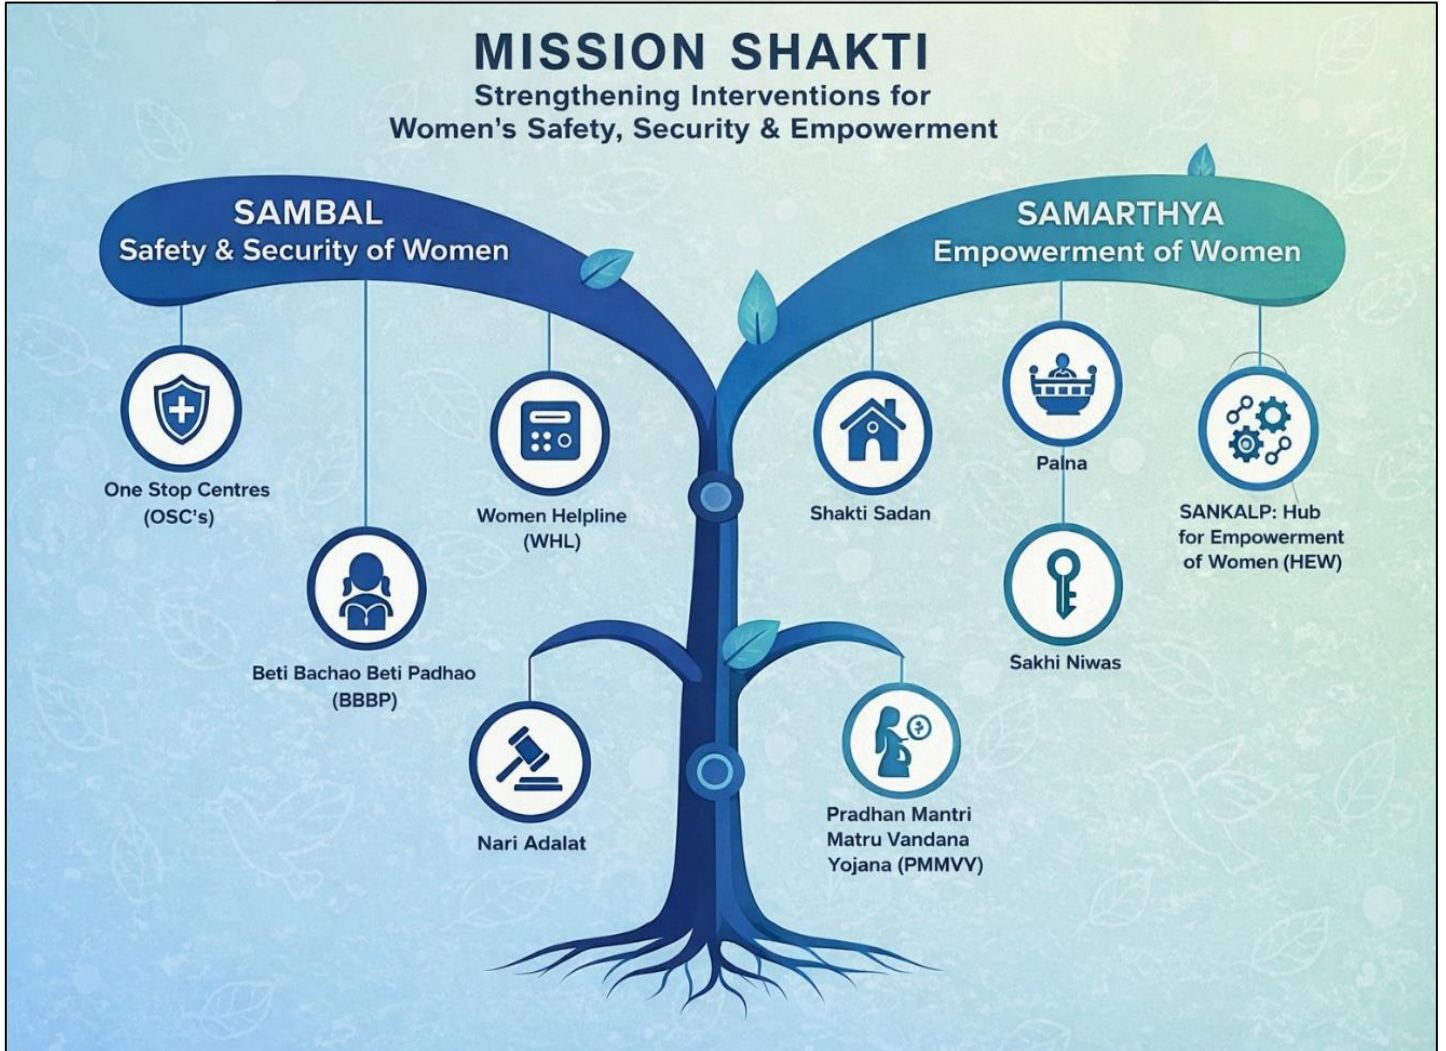 MISSION SHAKTI
Strengthening Interventions for
Women's Safety, Security & Empowerment
SAMBAL
Safety & Security of Women
One Stop Centres
(OSC's)
Beti Bachao Beti Padhao
(BBBP)
Women Helpline
(WHL)
Nari Adalat
SAMARTHYA
Empowerment of Women
Shakti Sadan
Palna
Sakhi Niwas
SANKALP: Hub
for Empowerment
of Women (HEW)
Pradhan Mantri
Matru Vandana
Yojana (PMMVY)